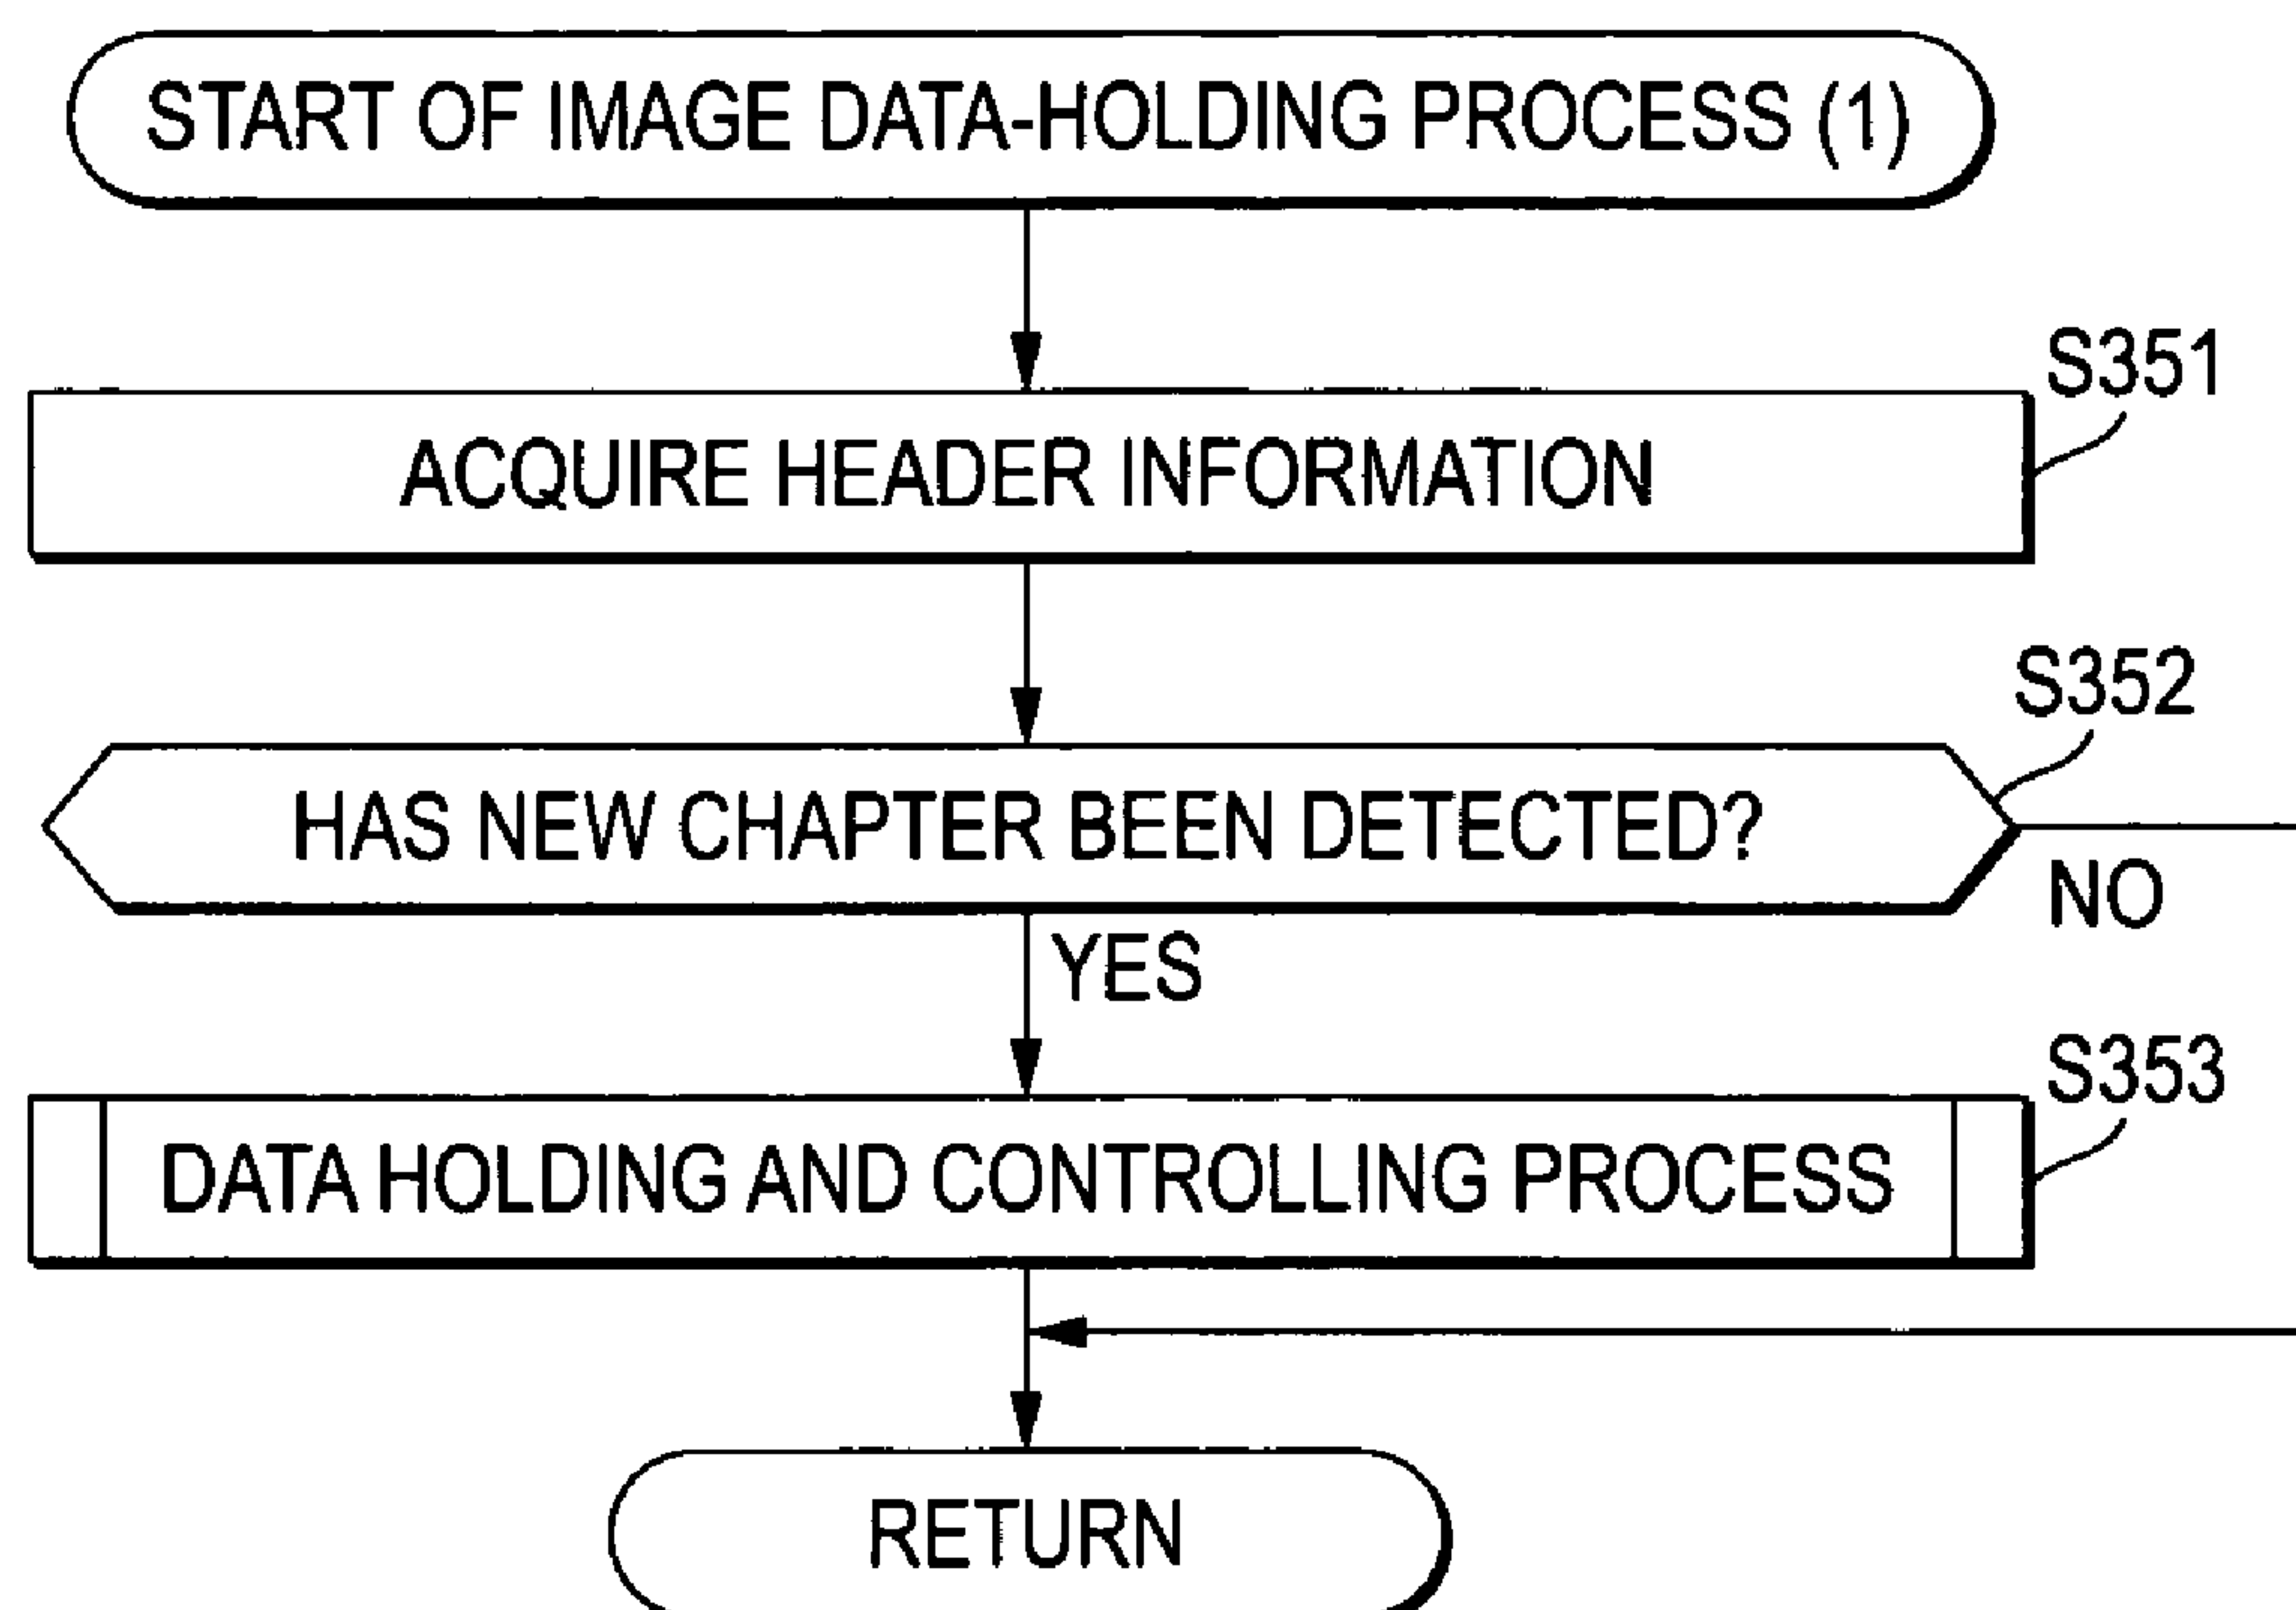 START OF IMAGE DATA-HOLDING PROCESS (1)
S351
ACQUIRE HEADER INFORMATION
S352
HAS NEW CHAPTER BEEN DETECTED?
NO
YES
S353
DATA HOLDING AND CONTROLLING PROCESS
RETURN